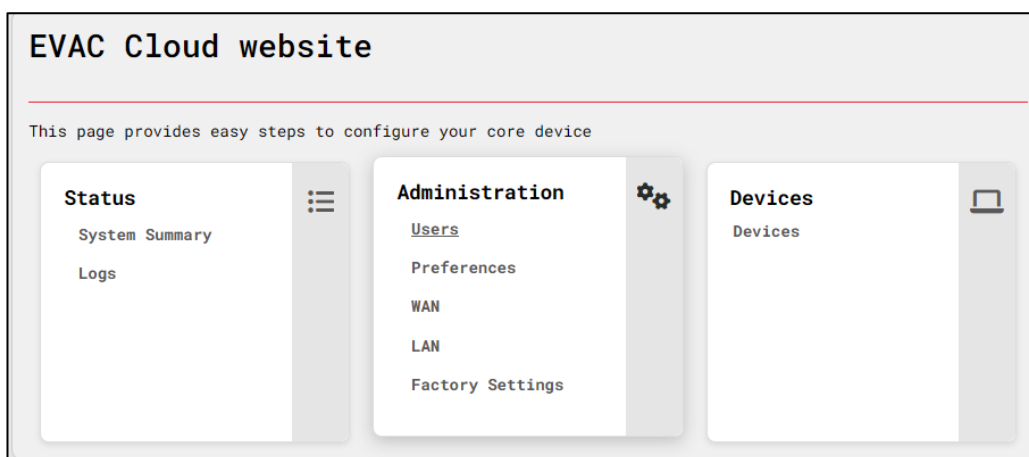 EVAC Cloud website
This page provides easy steps to configure your core device
Status
System Summary
Logs
Administration
Users
Preferences
WAN
LAN
Factory Settings
Devices
Devices